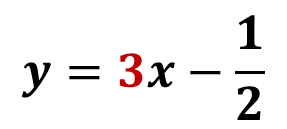 y = 3x − 1/2